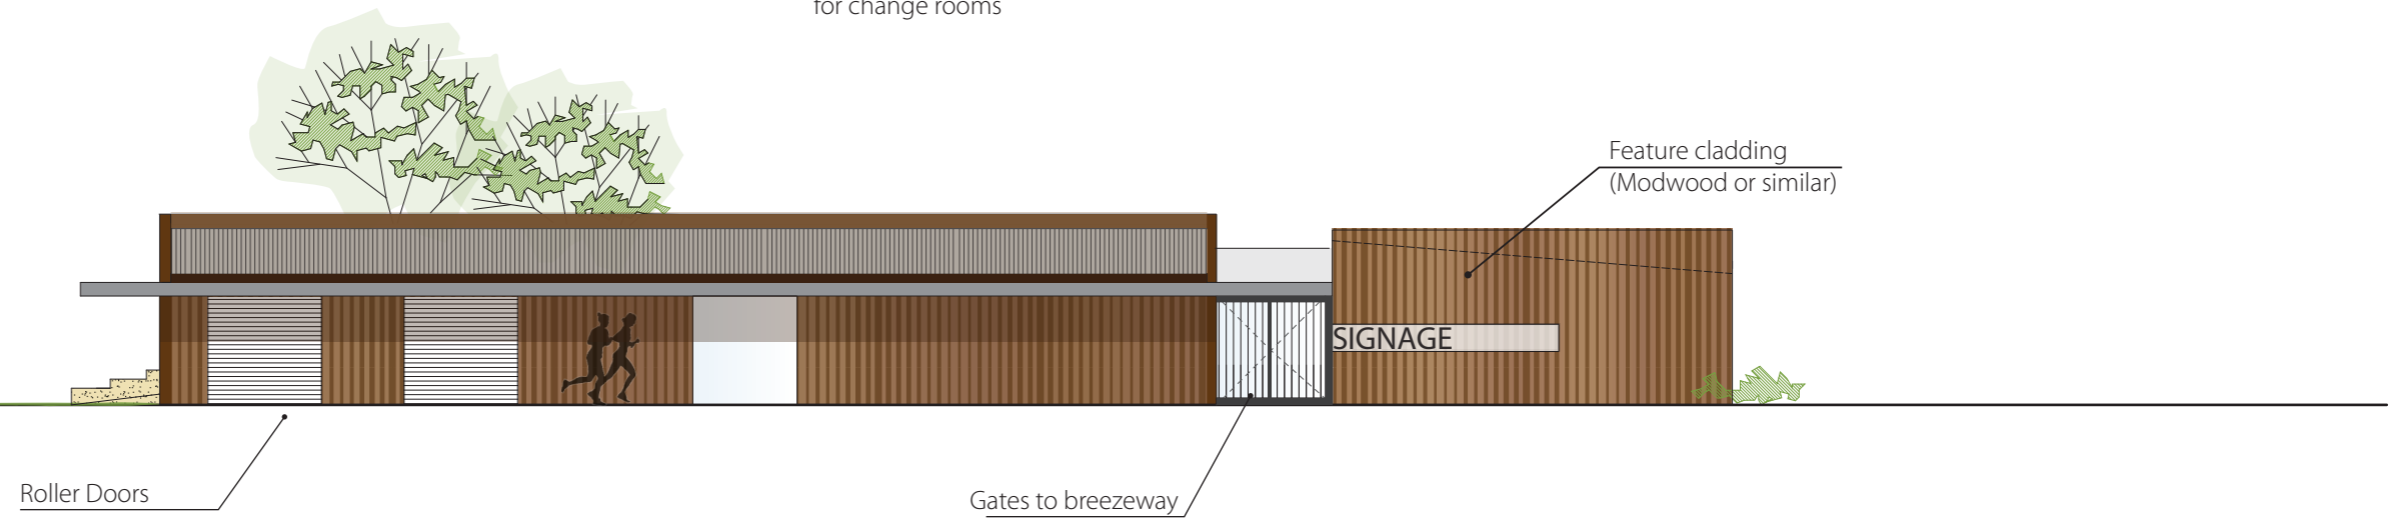 for change rooms
Feature cladding
(Modwood or similar)
SIGNAGE
Roller Doors
Gates to breezeway